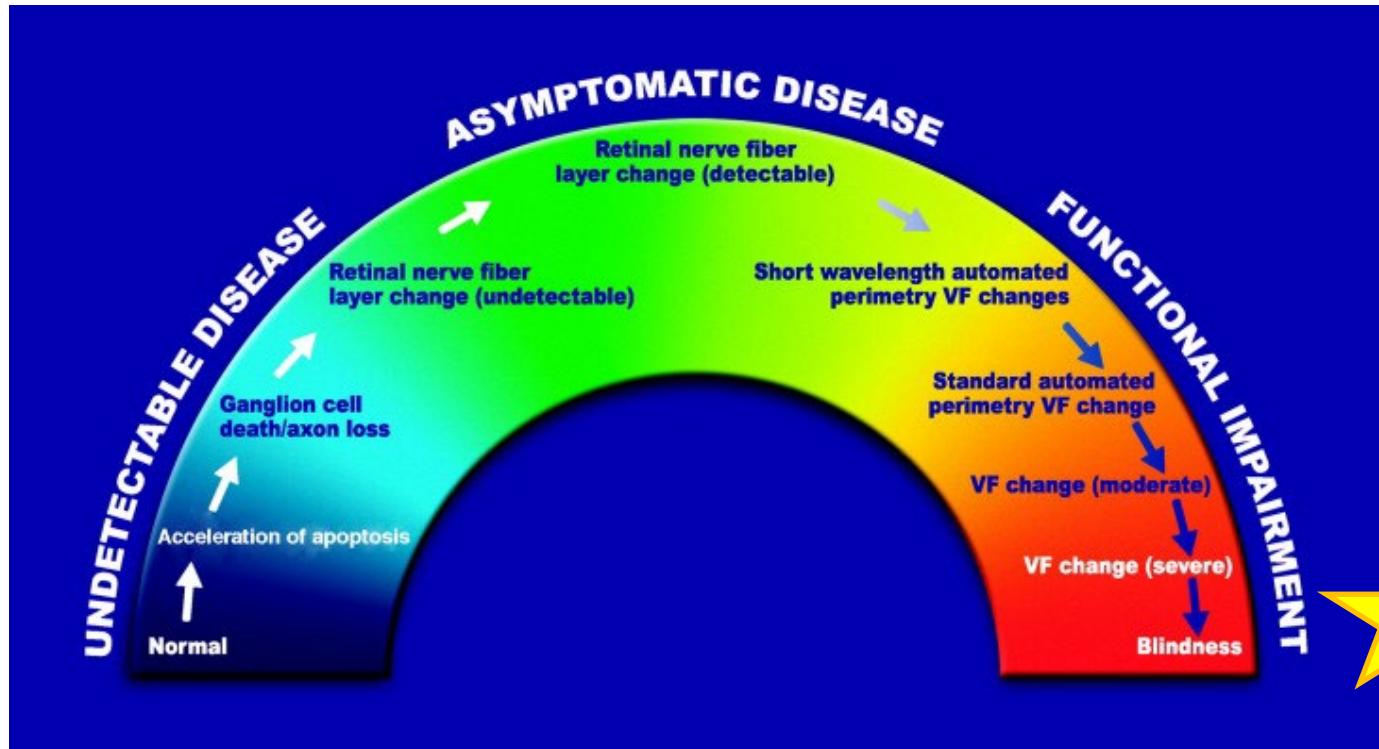 UNDETECTABLE DISEASE
ASYMPTOMATIC DISEASE
FUNCTIONAL IMPAIRMENT
Normal
Acceleration of apoptosis
Ganglion cell
death/axon loss
Retinal nerve fiber
layer change (undetectable)
Retinal nerve fiber
layer change (detectable)
Short wavelength automated
perimetry VF changes
Standard automated
perimetry VF change
VF change (moderate)
VF change (severe)
Blindness